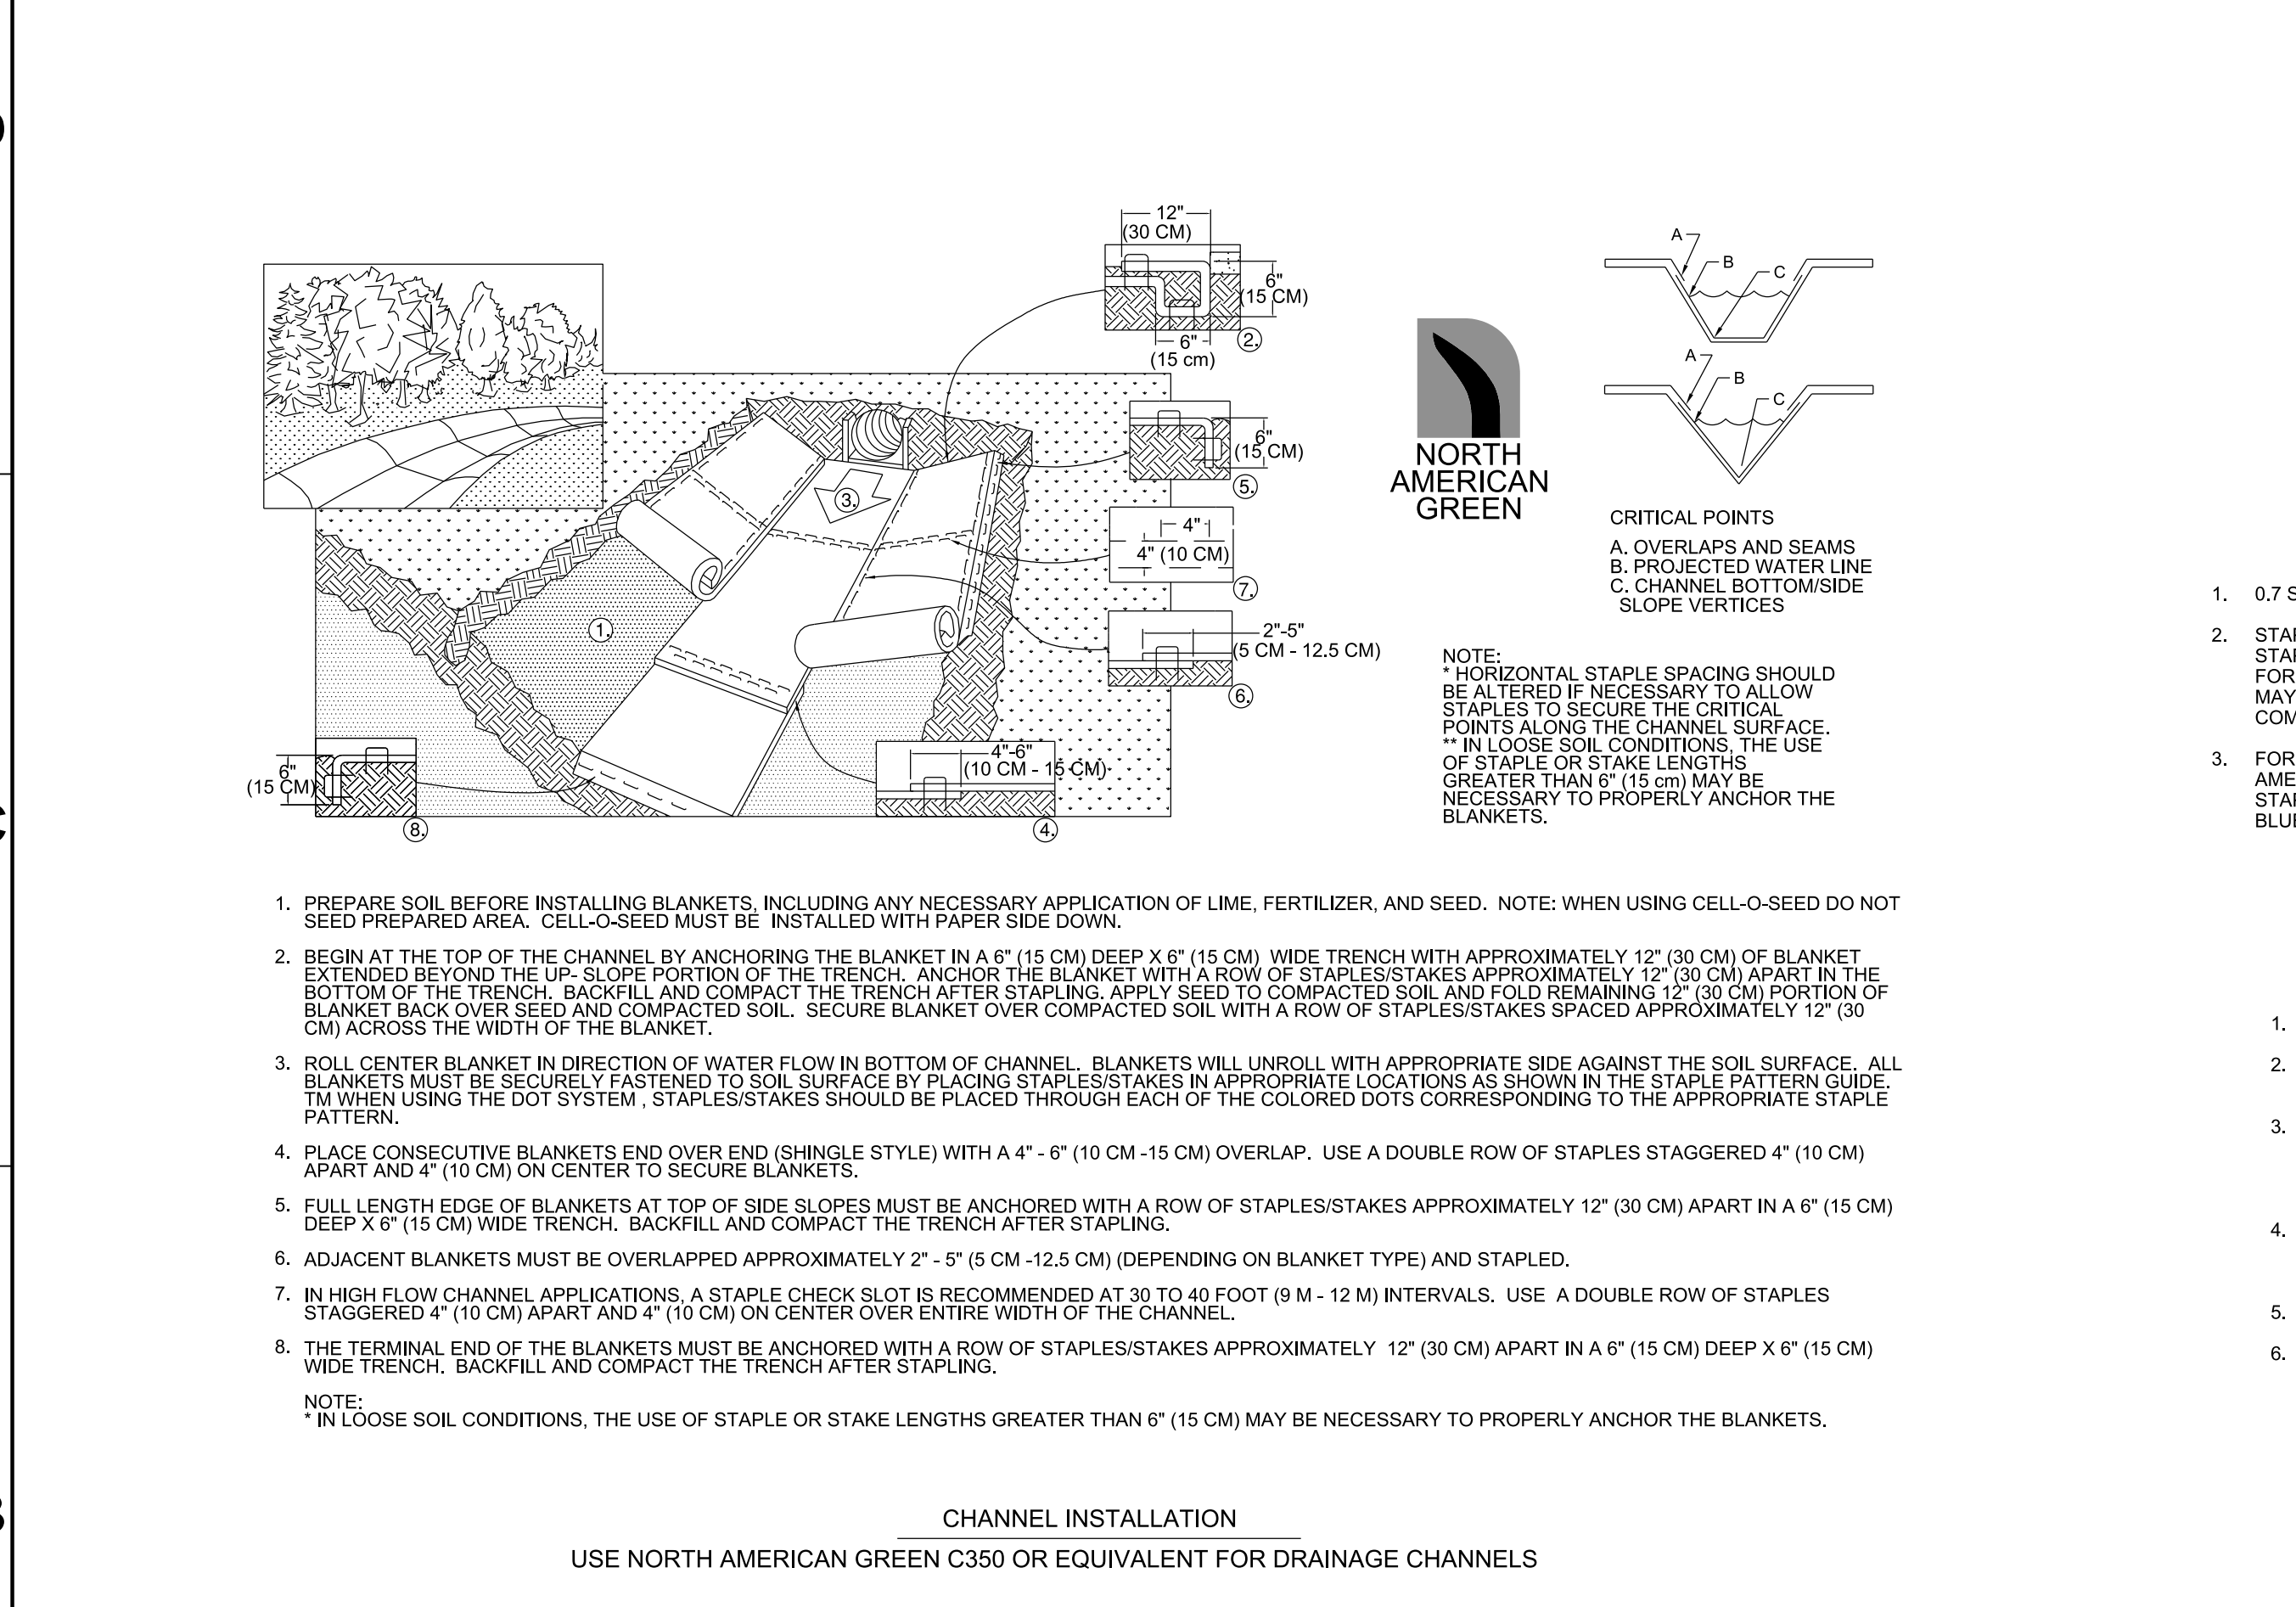 12"
(30 CM)
6"
(15 CM)
6"
(15 cm)
2.
6"
(15 CM)
5.
4"
4" (10 CM)
7.
2"-5"
(5 CM - 12.5 CM)
6.
4"-6"
(10 CM - 15 CM)
4.
6"
(15 CM)
8.
1.
3.
NORTH
AMERICAN
GREEN
A
B
C
A
B
C
CRITICAL POINTS
A. OVERLAPS AND SEAMS
B. PROJECTED WATER LINE
C. CHANNEL BOTTOM/SIDE
SLOPE VERTICES
NOTE:
* HORIZONTAL STAPLE SPACING SHOULD
BE ALTERED IF NECESSARY TO ALLOW
STAPLES TO SECURE THE CRITICAL
POINTS ALONG THE CHANNEL SURFACE.
** IN LOOSE SOIL CONDITIONS, THE USE
OF STAPLE OR STAKE LENGTHS
GREATER THAN 6" (15 cm) MAY BE
NECESSARY TO PROPERLY ANCHOR THE
BLANKETS.
1. PREPARE SOIL BEFORE INSTALLING BLANKETS, INCLUDING ANY NECESSARY APPLICATION OF LIME, FERTILIZER, AND SEED. NOTE: WHEN USING CELL-O-SEED DO NOT
SEED PREPARED AREA. CELL-O-SEED MUST BE INSTALLED WITH PAPER SIDE DOWN.
2. BEGIN AT THE TOP OF THE CHANNEL BY ANCHORING THE BLANKET IN A 6" (15 CM) DEEP X 6" (15 CM) WIDE TRENCH WITH APPROXIMATELY 12" (30 CM) OF BLANKET
EXTENDED BEYOND THE UP- SLOPE PORTION OF THE TRENCH. ANCHOR THE BLANKET WITH A ROW OF STAPLES/STAKES APPROXIMATELY 12" (30 CM) APART IN THE
BOTTOM OF THE TRENCH. BACKFILL AND COMPACT THE TRENCH AFTER STAPLING. APPLY SEED TO COMPACTED SOIL AND FOLD REMAINING 12" (30 CM) PORTION OF
BLANKET BACK OVER SEED AND COMPACTED SOIL. SECURE BLANKET OVER COMPACTED SOIL WITH A ROW OF STAPLES/STAKES SPACED APPROXIMATELY 12" (30
CM) ACROSS THE WIDTH OF THE BLANKET.
3. ROLL CENTER BLANKET IN DIRECTION OF WATER FLOW IN BOTTOM OF CHANNEL. BLANKETS WILL UNROLL WITH APPROPRIATE SIDE AGAINST THE SOIL SURFACE. ALL
BLANKETS MUST BE SECURELY FASTENED TO SOIL SURFACE BY PLACING STAPLES/STAKES IN APPROPRIATE LOCATIONS AS SHOWN IN THE STAPLE PATTERN GUIDE.
TM WHEN USING THE DOT SYSTEM , STAPLES/STAKES SHOULD BE PLACED THROUGH EACH OF THE COLORED DOTS CORRESPONDING TO THE APPROPRIATE STAPLE
PATTERN.
4. PLACE CONSECUTIVE BLANKETS END OVER END (SHINGLE STYLE) WITH A 4" - 6" (10 CM -15 CM) OVERLAP. USE A DOUBLE ROW OF STAPLES STAGGERED 4" (10 CM)
APART AND 4" (10 CM) ON CENTER TO SECURE BLANKETS.
5. FULL LENGTH EDGE OF BLANKETS AT TOP OF SIDE SLOPES MUST BE ANCHORED WITH A ROW OF STAPLES/STAKES APPROXIMATELY 12" (30 CM) APART IN A 6" (15 CM)
DEEP X 6" (15 CM) WIDE TRENCH. BACKFILL AND COMPACT THE TRENCH AFTER STAPLING.
6. ADJACENT BLANKETS MUST BE OVERLAPPED APPROXIMATELY 2" - 5" (5 CM -12.5 CM) (DEPENDING ON BLANKET TYPE) AND STAPLED.
7. IN HIGH FLOW CHANNEL APPLICATIONS, A STAPLE CHECK SLOT IS RECOMMENDED AT 30 TO 40 FOOT (9 M - 12 M) INTERVALS. USE A DOUBLE ROW OF STAPLES
STAGGERED 4" (10 CM) APART AND 4" (10 CM) ON CENTER OVER ENTIRE WIDTH OF THE CHANNEL.
8. THE TERMINAL END OF THE BLANKETS MUST BE ANCHORED WITH A ROW OF STAPLES/STAKES APPROXIMATELY 12" (30 CM) APART IN A 6" (15 CM) DEEP X 6" (15 CM)
WIDE TRENCH. BACKFILL AND COMPACT THE TRENCH AFTER STAPLING.
NOTE:
* IN LOOSE SOIL CONDITIONS, THE USE OF STAPLE OR STAKE LENGTHS GREATER THAN 6" (15 CM) MAY BE NECESSARY TO PROPERLY ANCHOR THE BLANKETS.
CHANNEL INSTALLATION
USE NORTH AMERICAN GREEN C350 OR EQUIVALENT FOR DRAINAGE CHANNELS
1. 0.7
2.
FOR
MAY
3. FOR
1.
2.
3.
4.
5.
6.